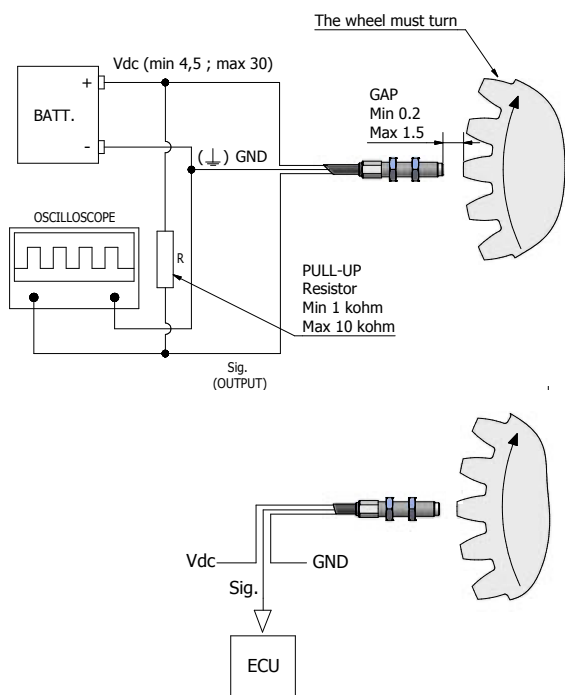 The wheel must turn
Vdc (min 4,5 ; max 30)
+
BATT.
-
(⏚) GND
GAP
Min 0.2
Max 1.5
OSCILLOSCOPE
R
PULL-UP
Resistor
Min 1 kohm
Max 10 kohm
Sig.
(OUTPUT)
Vdc
GND
Sig.
ECU